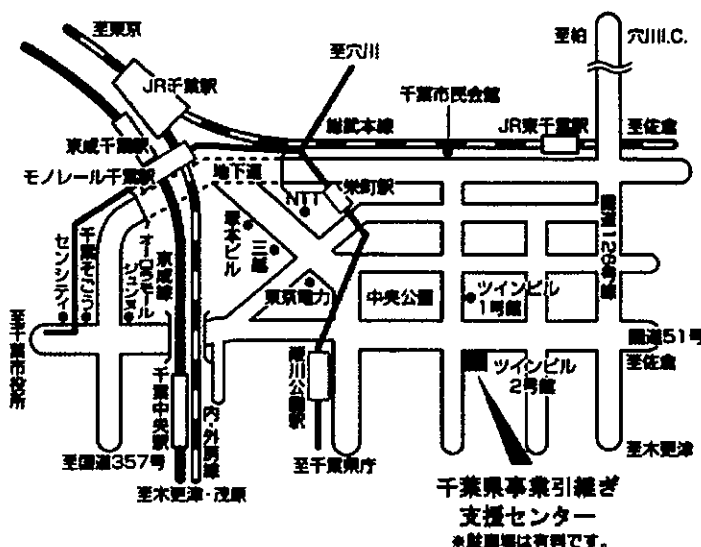 至東京
至柏
穴川I.C.
至穴川
JR千葉駅
千葉市民会館
総武本線
JR東千葉駅
至佐倉
京成千葉駅
モノレール千葉駅
地下道
栄町駅
NTT
国道126号線
塚本ビル
三越
センシティ
千葉そごう
オーロラモール
ジュンヌ
京成線
東京電力
中央公園
ツインビル
1号館
国道51号
至佐倉
至千葉市役所
葭川公園駅
ツインビル
2号館
千葉中央駅
内・外房線
至国道357号
至千葉県庁
至木更津
至木更津・茂原
千葉県事業引継ぎ
支援センター
※駐車場は有料です。